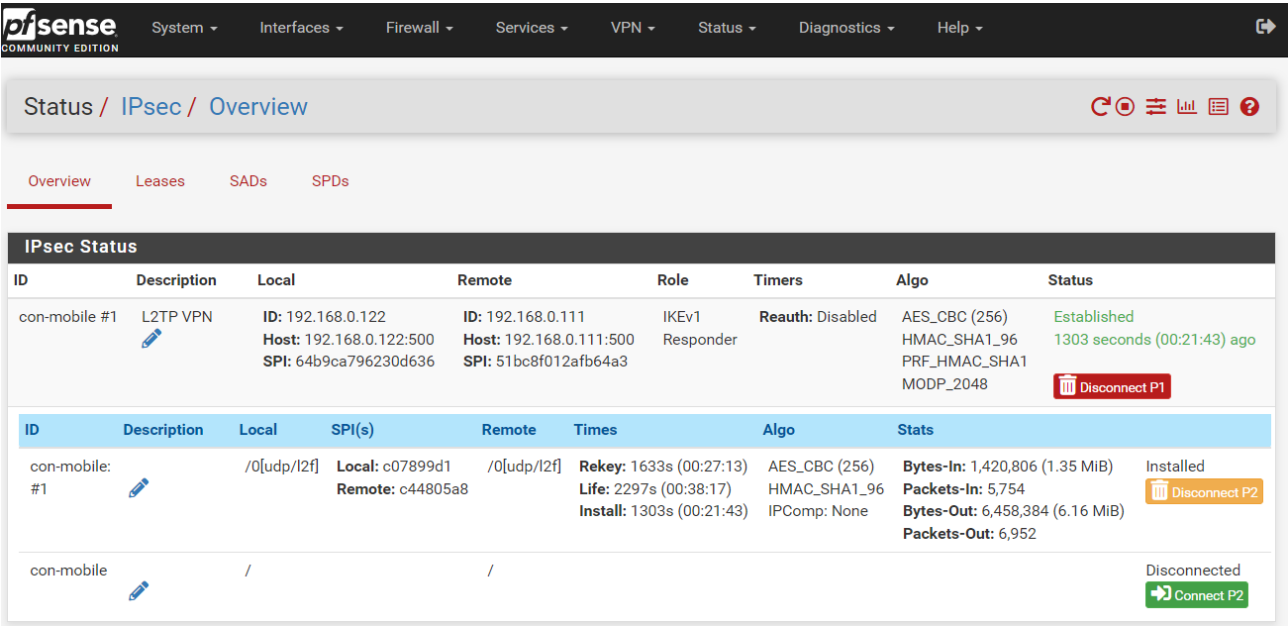 pfsense
COMMUNITY EDITION
System Interfaces Firewall Services VPN Status Diagnostics Help
Status / IPsec / Overview
Overview Leases SADs SPDs
IPsec Status
ID Description Local Remote Role Timers Algo Status
con-mobile #1 L2TP VPN ID: 192.168.0.122 ID: 192.168.0.111 IKEv1 Reauth: Disabled AES_CBC (256) Established
Host: 192.168.0.122:500 Host: 192.168.0.111:500 Responder HMAC_SHA1_96 1303 seconds (00:21:43) ago
SPI: 64b9ca796230d636 SPI: 51bc8f012afb64a3 PRF_HMAC_SHA1
MODP_2048 Disconnect P1
ID Description Local SPI(s) Remote Times Algo Stats
con-mobile: /0[udp/l2f] Local: c07899d1 /0[udp/l2f] Rekey: 1633s (00:27:13) AES_CBC (256) Bytes-In: 1,420,806 (1.35 MiB) Installed
#1 Remote: c44805a8 Life: 2297s (00:38:17) HMAC_SHA1_96 Packets-In: 5,754 Disconnect P2
Install: 1303s (00:21:43) IPComp: None Bytes-Out: 6,458,384 (6.16 MiB)
Packets-Out: 6,952
con-mobile / / Disconnected
Connect P2